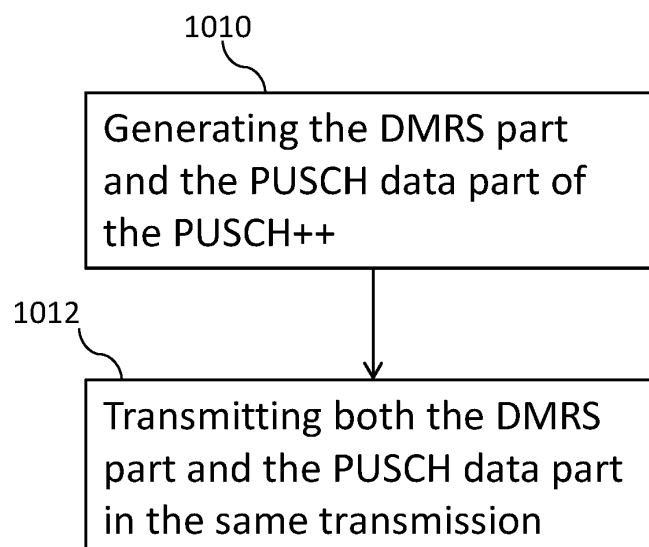 1010
Generating the DMRS part
and the PUSCH data part of
the PUSCH++
1012
Transmitting both the DMRS
part and the PUSCH data part
in the same transmission